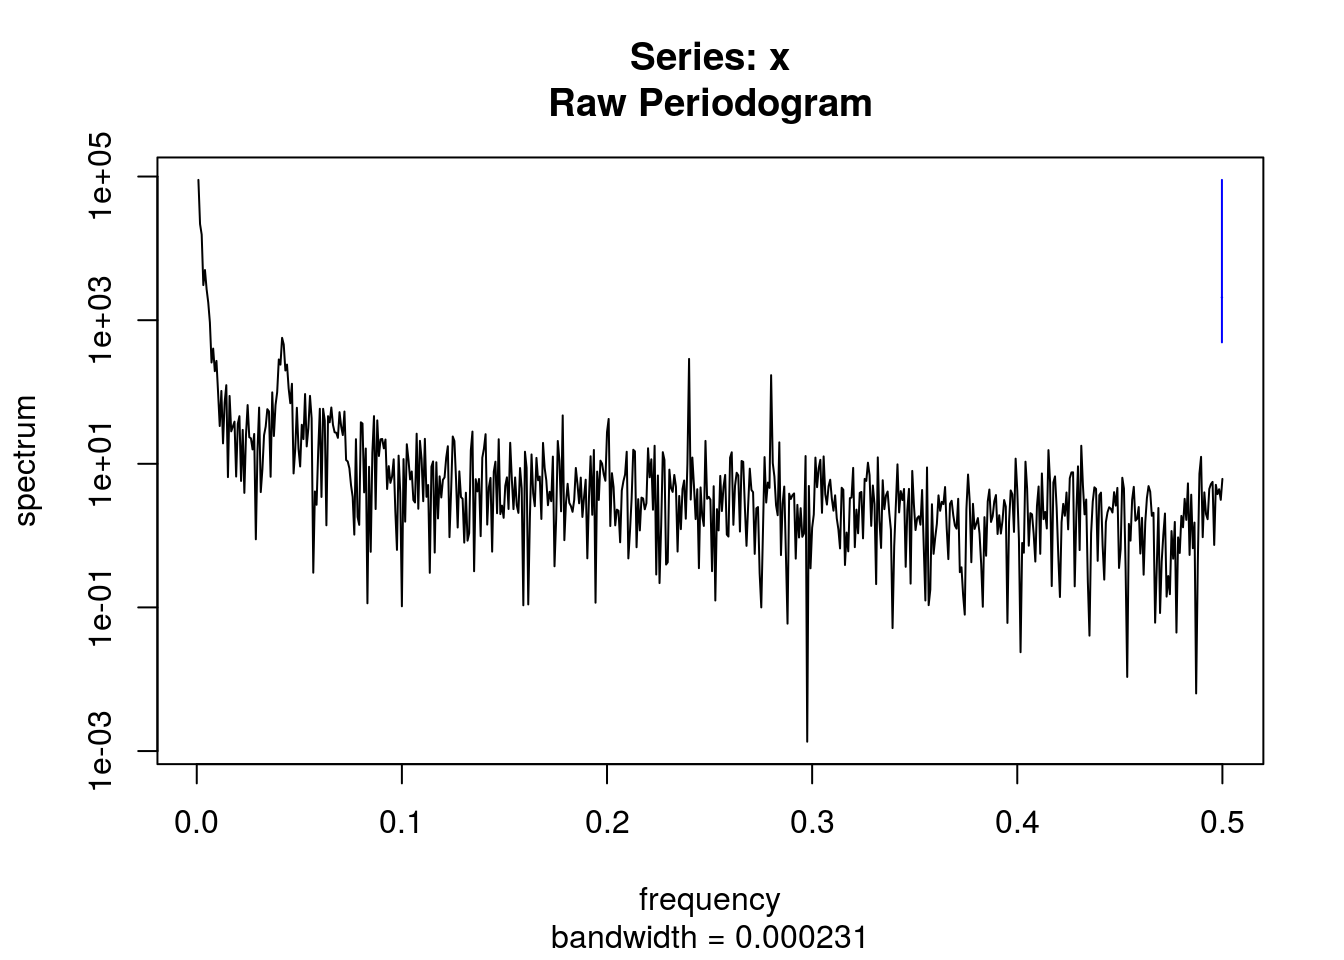 Series: x
Raw Periodogram
spectrum
1e+05
1e+03
1e+01
1e-01
1e-03
0.0 0.1 0.2 0.3 0.4 0.5
frequency
bandwidth = 0.000231